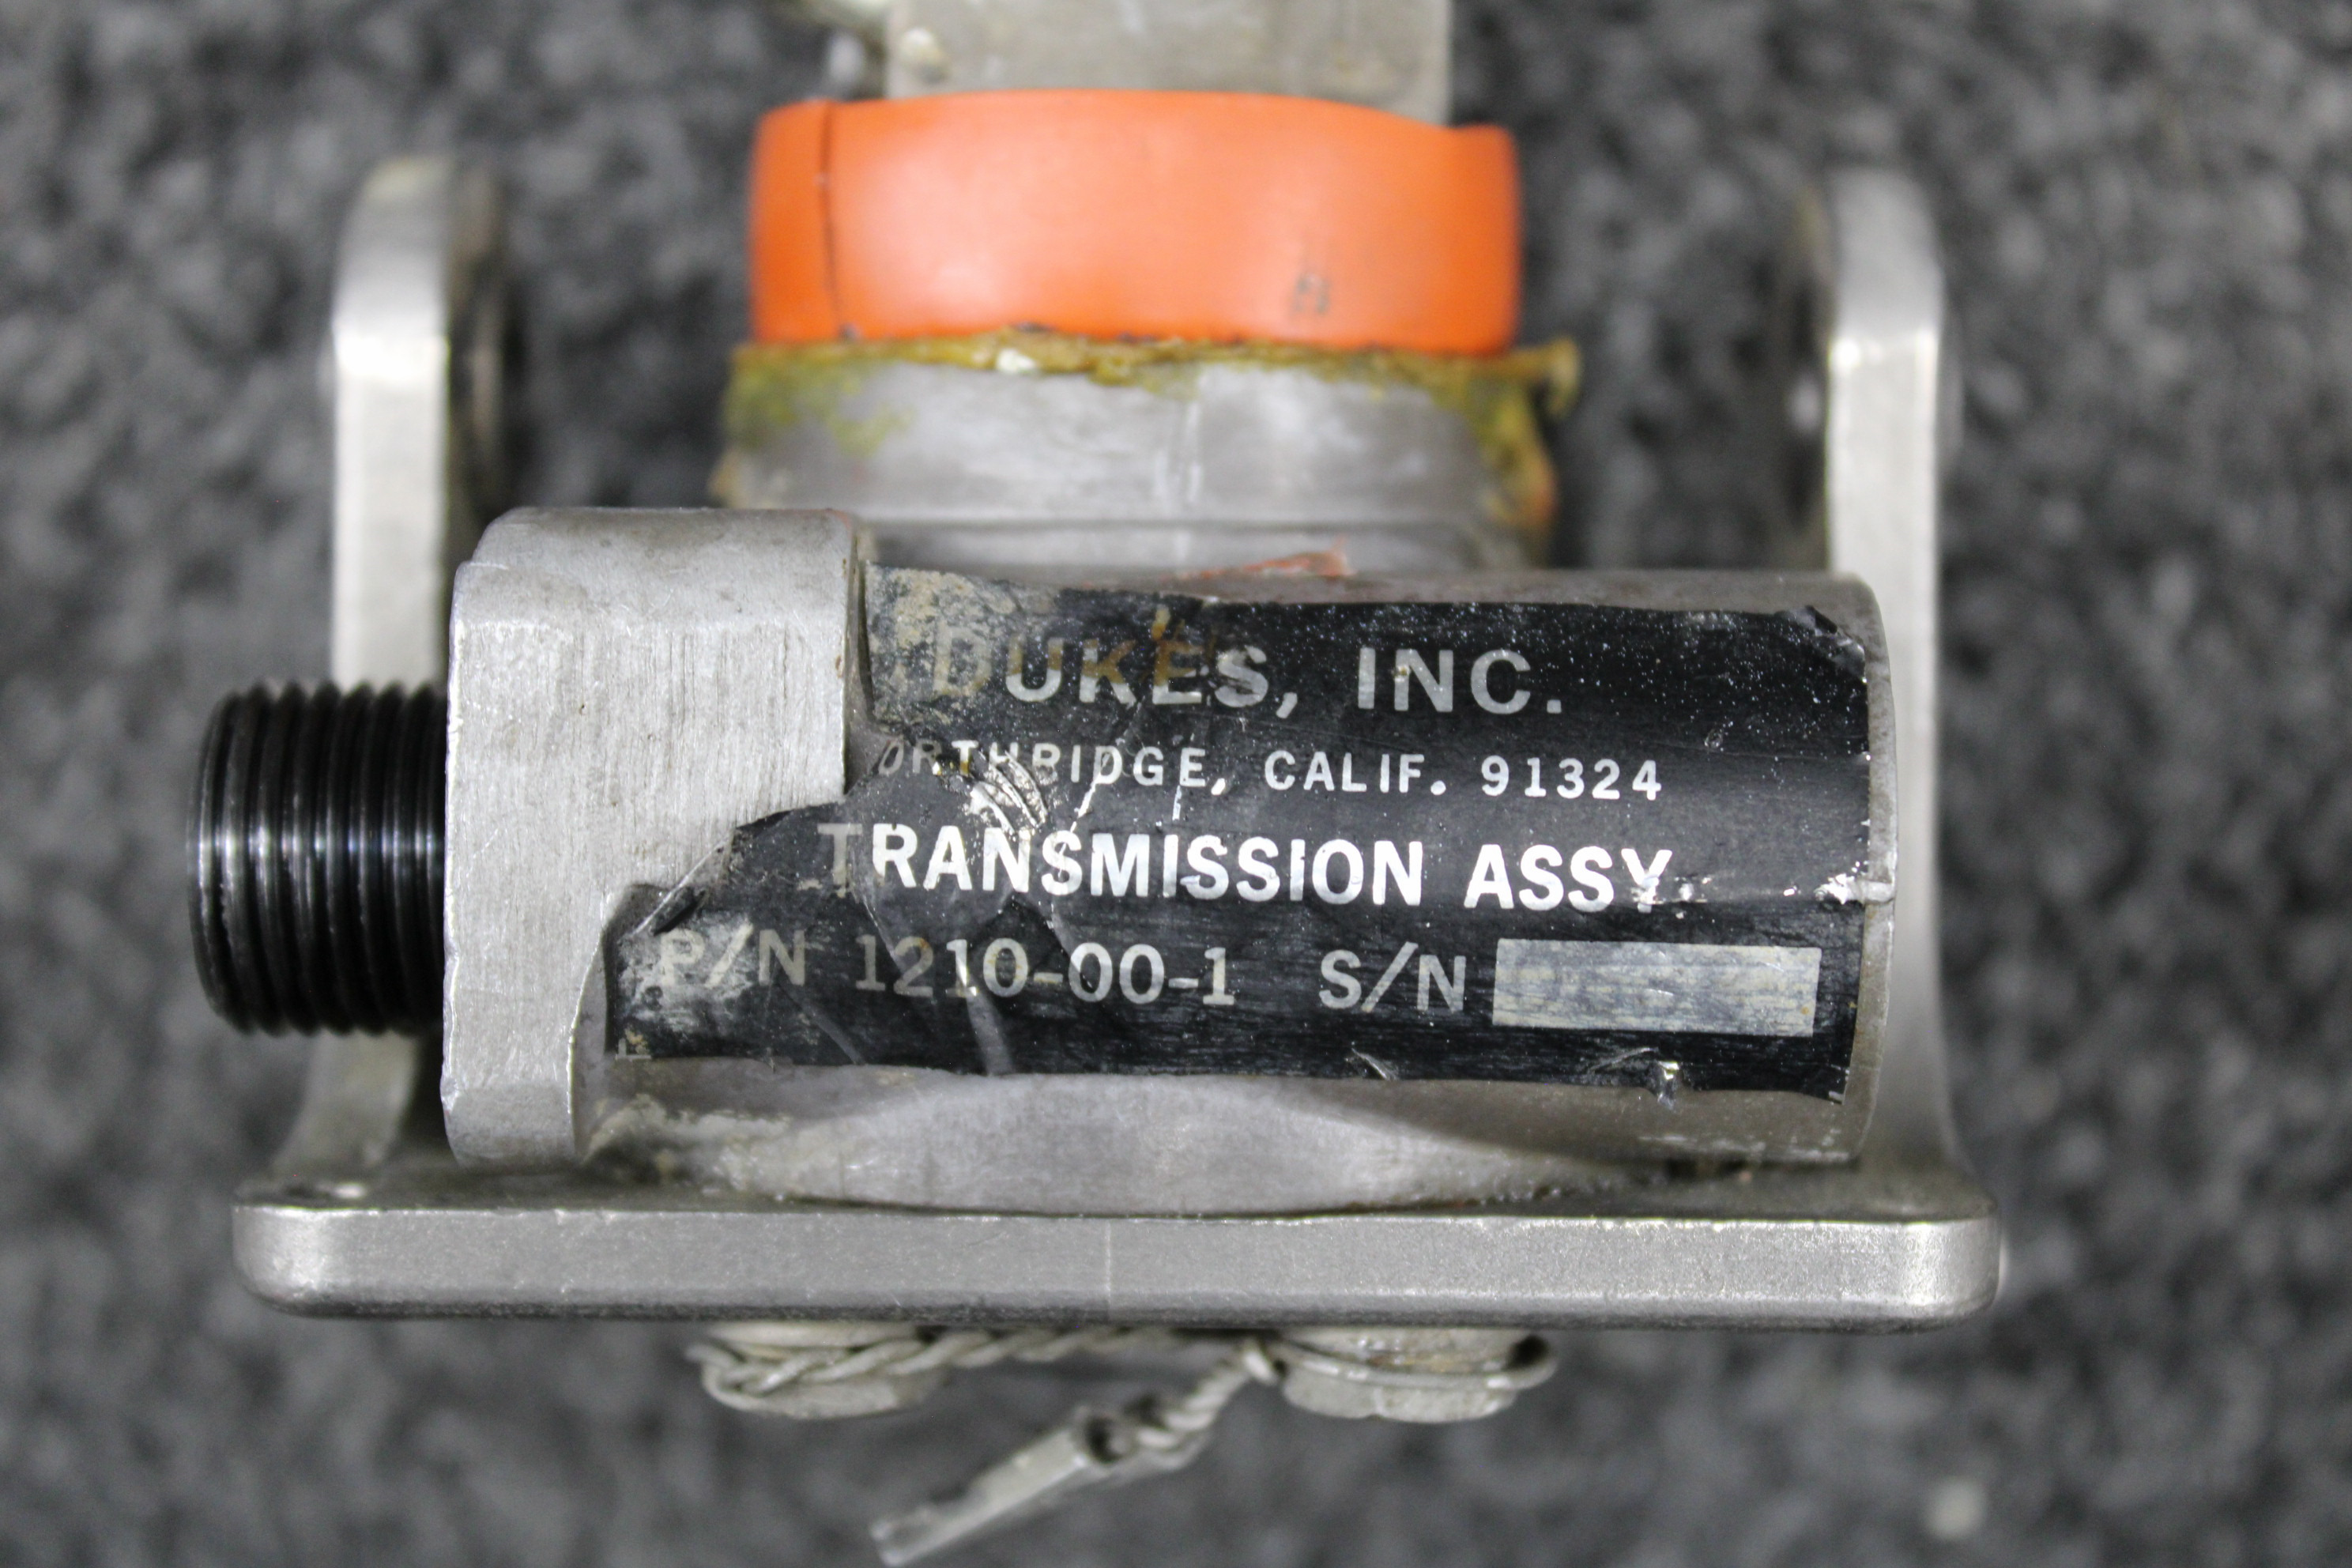 DUKES, INC.
ORTHRIDGE, CALIF. 91324
TRANSMISSION ASSY
P/N 1210-00-1 S/N